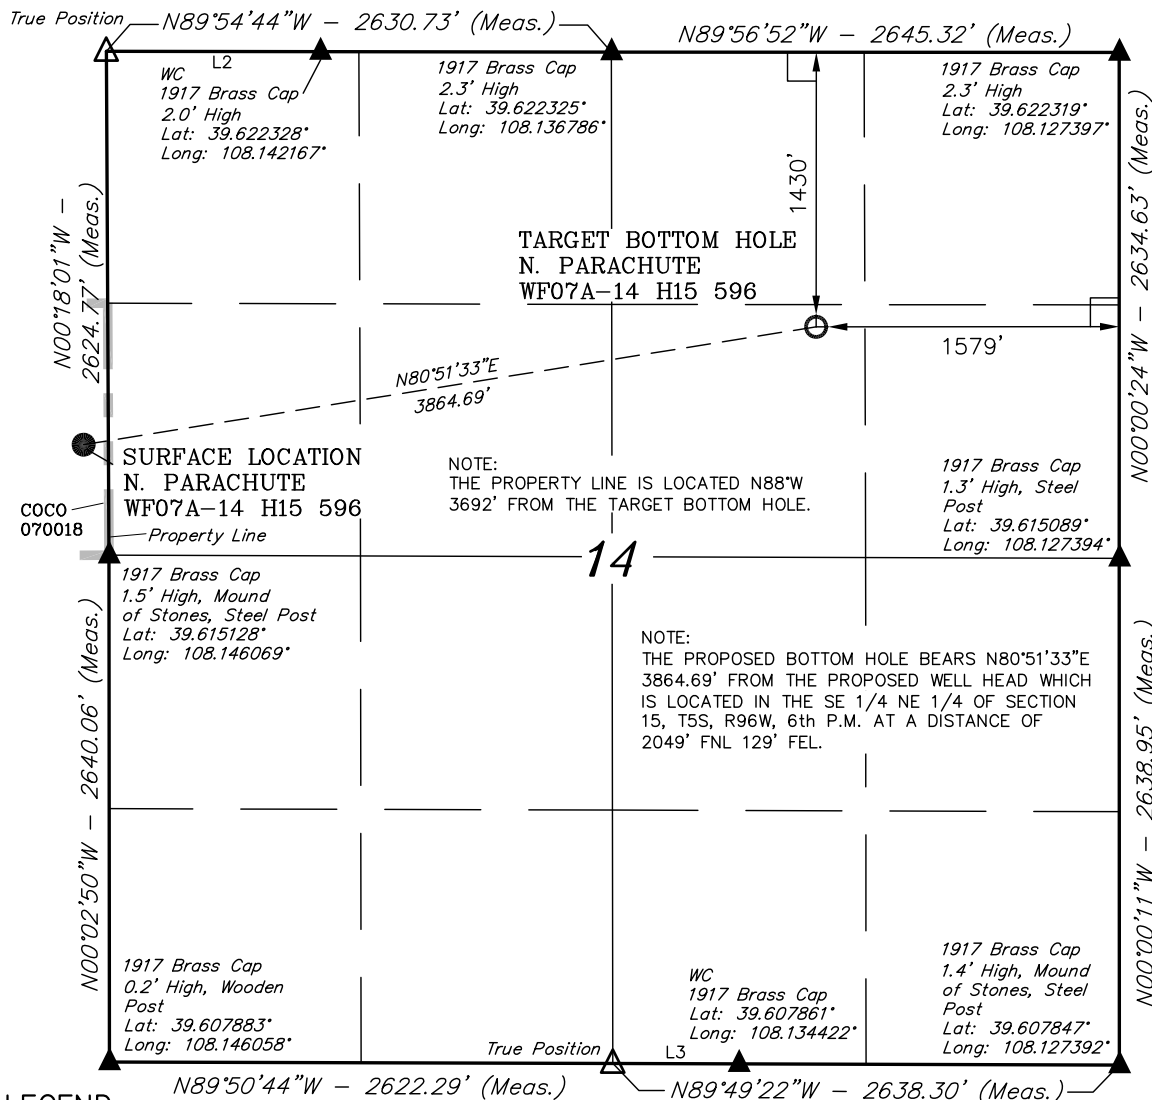 True Position
N89°54'44"W – 2630.73' (Meas.)
N89°56'52"W – 2645.32' (Meas.)
L2
WC
1917 Brass Cap
2.0' High
Lat: 39.622328°
Long: 108.142167°
1917 Brass Cap
2.3' High
Lat: 39.622325°
Long: 108.136786°
1917 Brass Cap
2.3' High
Lat: 39.622319°
Long: 108.127397°
N00°18'01"W –
2624.77' (Meas.)
1430'
N00°00'24"W – 2634.63' (Meas.)
TARGET BOTTOM HOLE
N. PARACHUTE
WF07A-14 H15 596
1579'
N80°51'33"E
3864.69'
SURFACE LOCATION
N. PARACHUTE
WF07A-14 H15 596
COCO
070018
Property Line
NOTE:
THE PROPERTY LINE IS LOCATED N88°W
3692' FROM THE TARGET BOTTOM HOLE.
1917 Brass Cap
1.3' High, Steel
Post
Lat: 39.615089°
Long: 108.127394°
14
1917 Brass Cap
1.5' High, Mound
of Stones, Steel Post
Lat: 39.615128°
Long: 108.146069°
NOTE:
THE PROPOSED BOTTOM HOLE BEARS N80°51'33"E
3864.69' FROM THE PROPOSED WELL HEAD WHICH
IS LOCATED IN THE SE 1/4 NE 1/4 OF SECTION
15, T5S, R96W, 6th P.M. AT A DISTANCE OF
2049' FNL 129' FEL.
N00°02'50"W – 2640.06' (Meas.)
N00°00'11"W – 2638.95' (Meas.)
1917 Brass Cap
0.2' High, Wooden
Post
Lat: 39.607883°
Long: 108.146058°
WC
1917 Brass Cap
Lat: 39.607861°
Long: 108.134422°
1917 Brass Cap
1.4' High, Mound
of Stones, Steel
Post
Lat: 39.607847°
Long: 108.127392°
True Position
L3
N89°50'44"W – 2622.29' (Meas.)
N89°49'22"W – 2638.30' (Meas.)
LEGEND